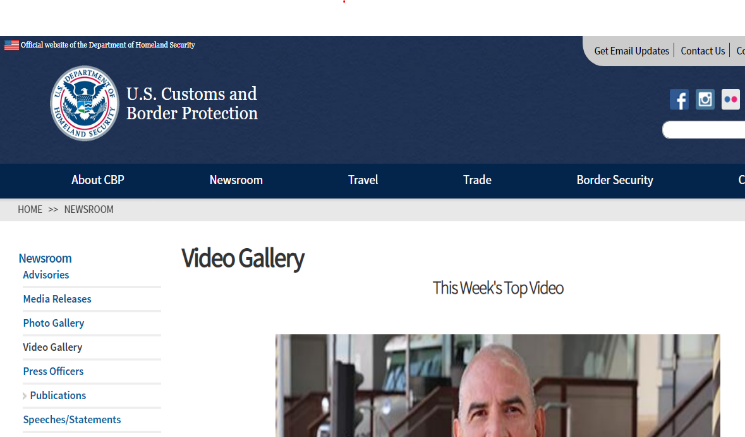 Official website of the Department of Homeland Security
Get Email Updates
Contact Us
U.S. DEPARTMENT OF HOMELAND SECURITY
U.S. Customs and
Border Protection
About CBP
Newsroom
Travel
Trade
Border Security
HOME >> NEWSROOM
Newsroom
Advisories
Media Releases
Photo Gallery
Video Gallery
Press Officers
Publications
Speeches/Statements
Video Gallery
This Week's Top Video